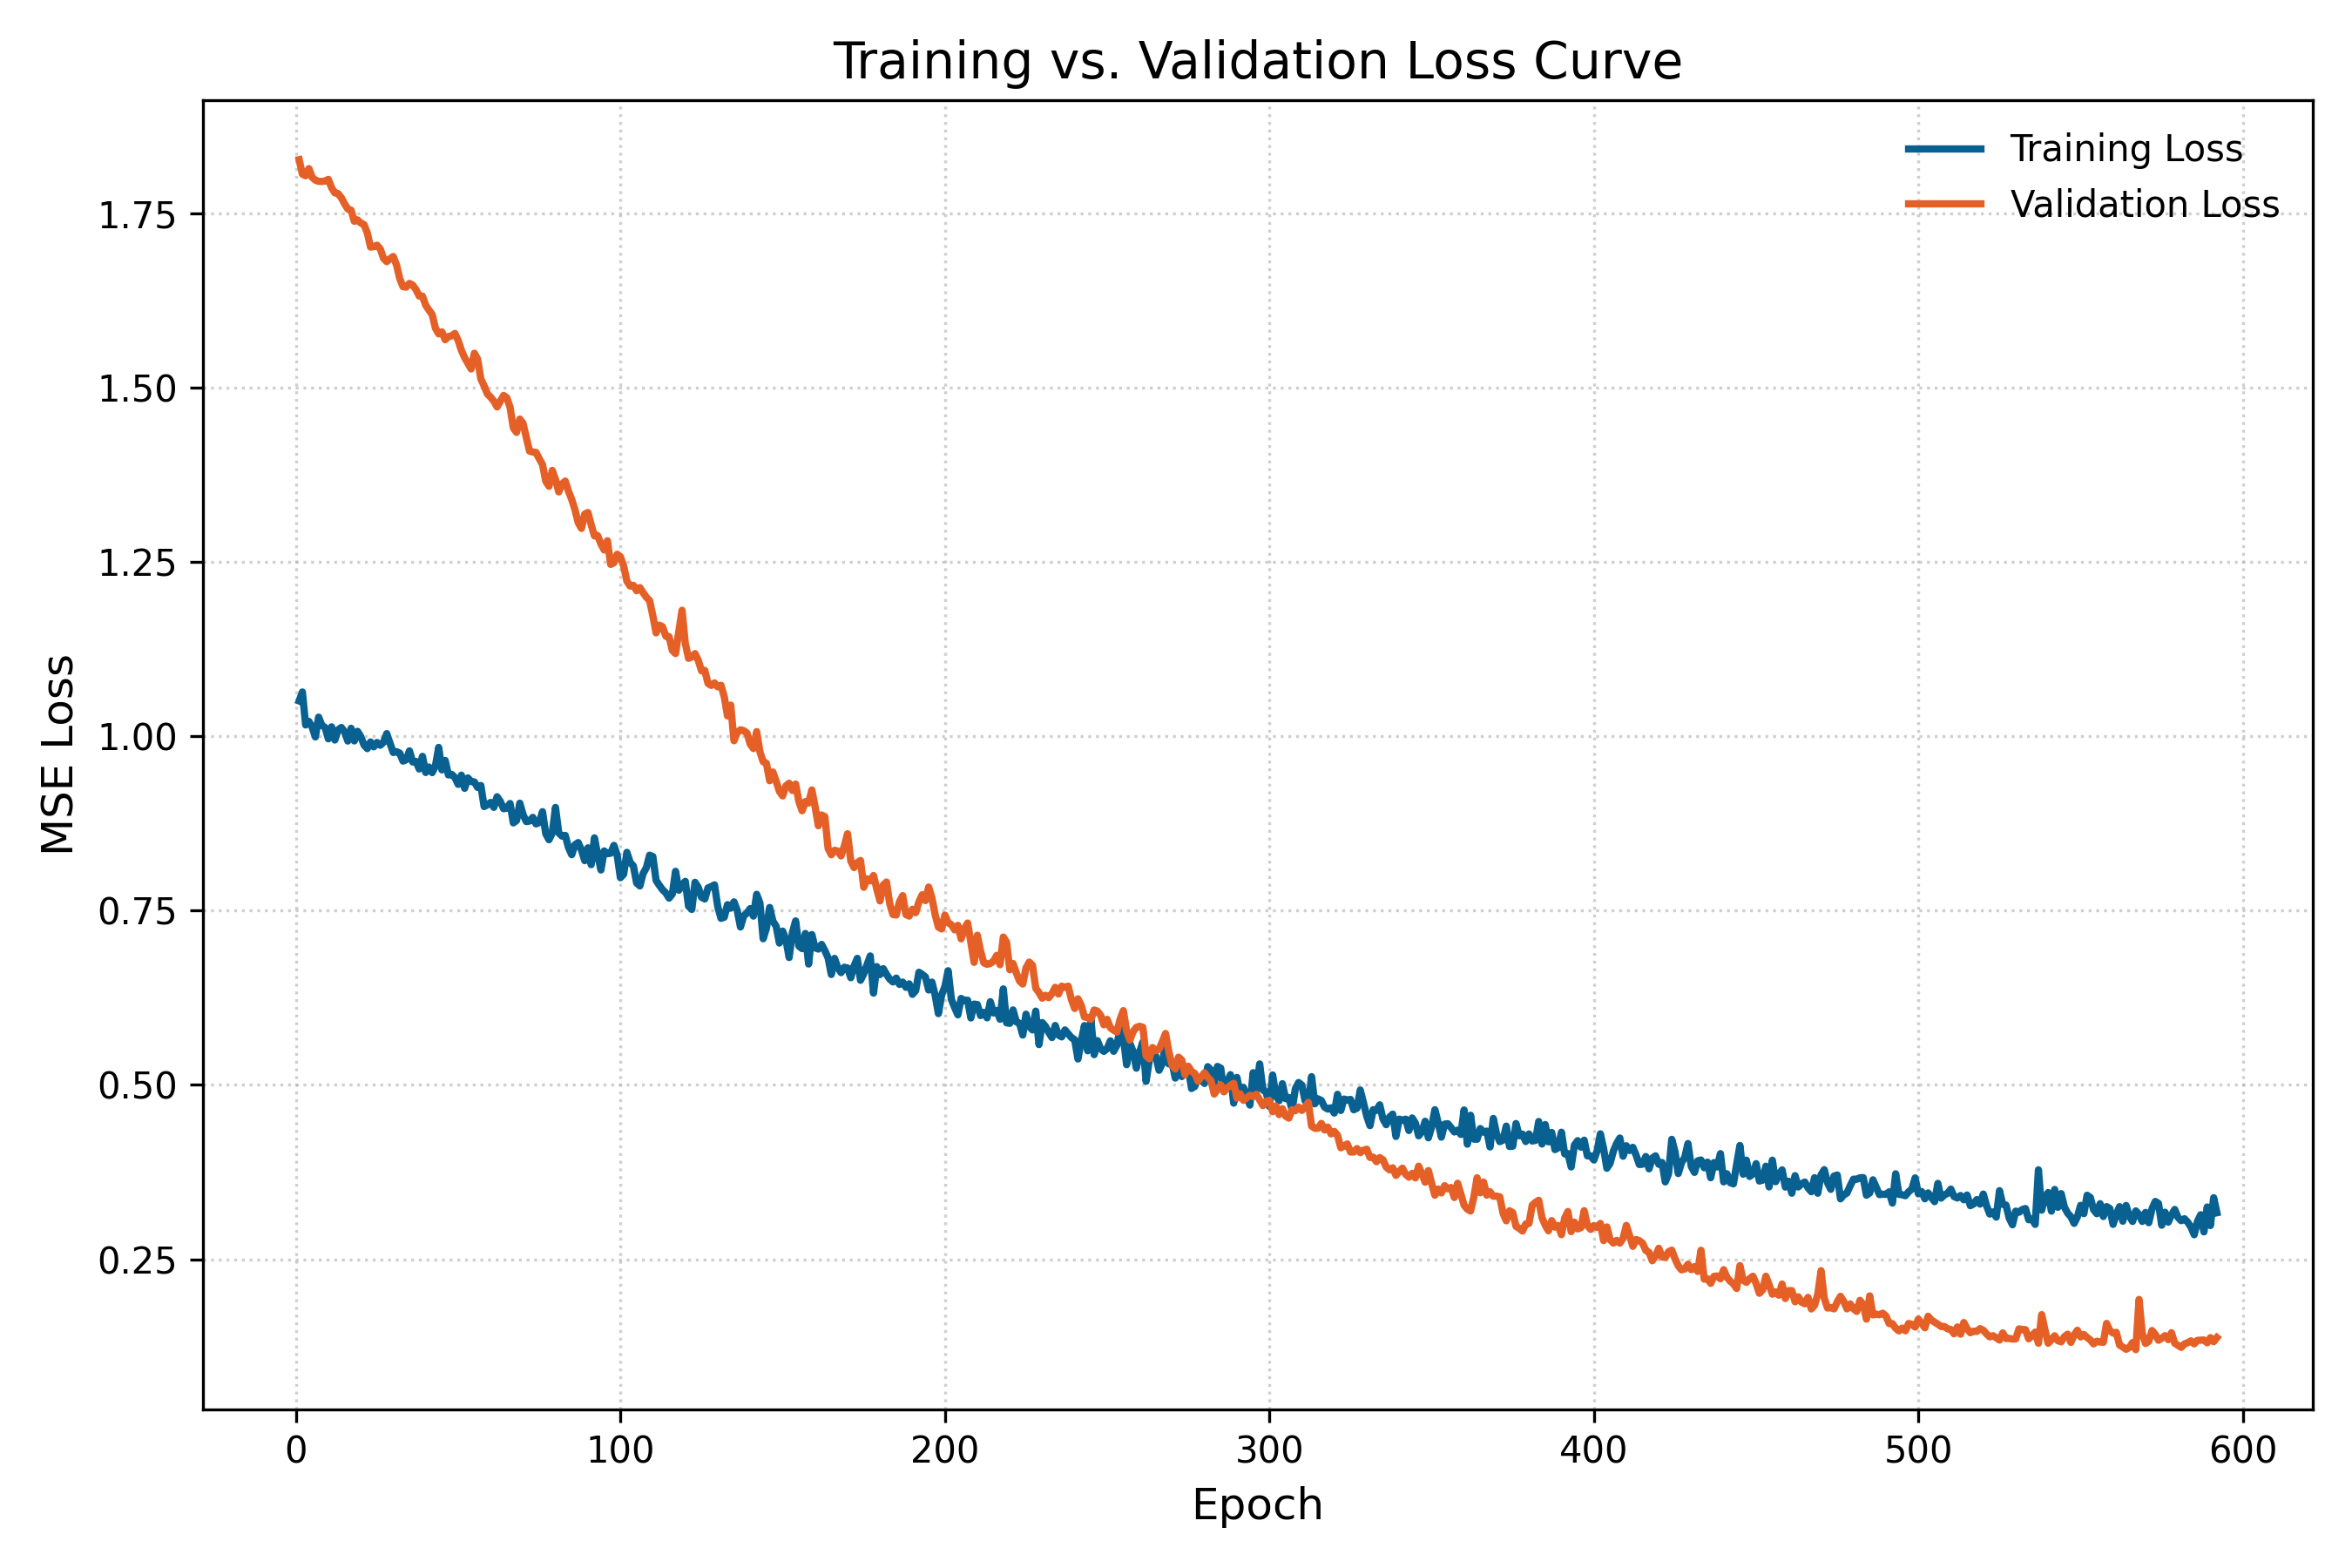 Training vs. Validation Loss Curve
Training Loss
Validation Loss
MSE Loss
1.75
1.50
1.25
1.00
0.75
0.50
0.25
0 100 200 300 400 500 600
Epoch